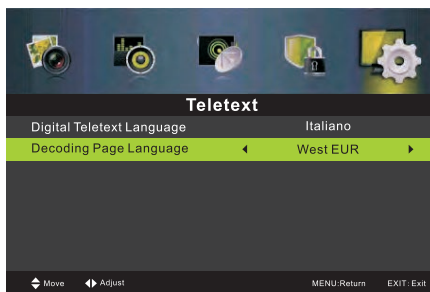 Teletext
Digital Teletext Language Italiano
Decoding Page Language West EUR
Move Adjust MENU:Return EXIT:Exit